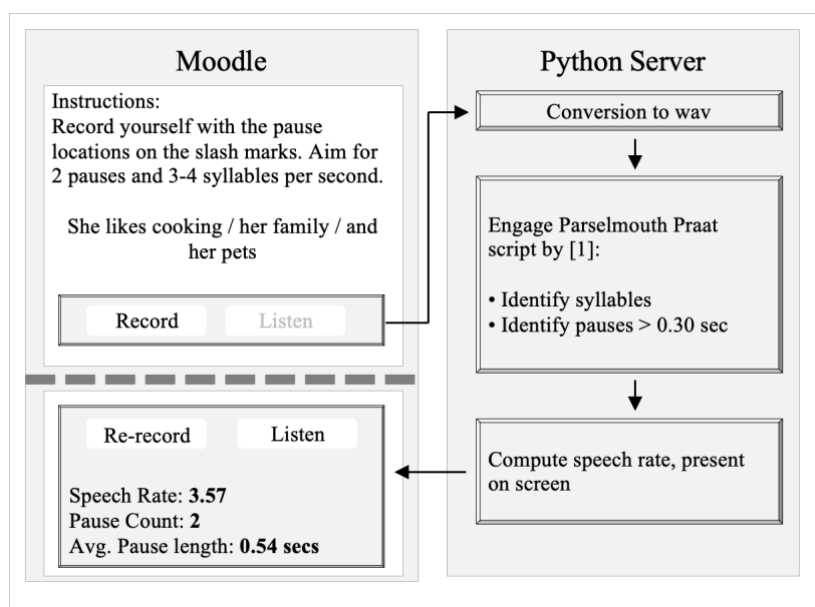 Moodle
Instructions:
Record yourself with the pause
locations on the slash marks. Aim for
2 pauses and 3-4 syllables per second.
She likes cooking / her family / and
her pets
Record
Listen
Re-record
Listen
Speech Rate: 3.57
Pause Count: 2
Avg. Pause length: 0.54 secs
Python Server
Conversion to wav
Engage Parselmouth Praat
script by [1]:
• Identify syllables
• Identify pauses > 0.30 sec
Compute speech rate, present
on screen